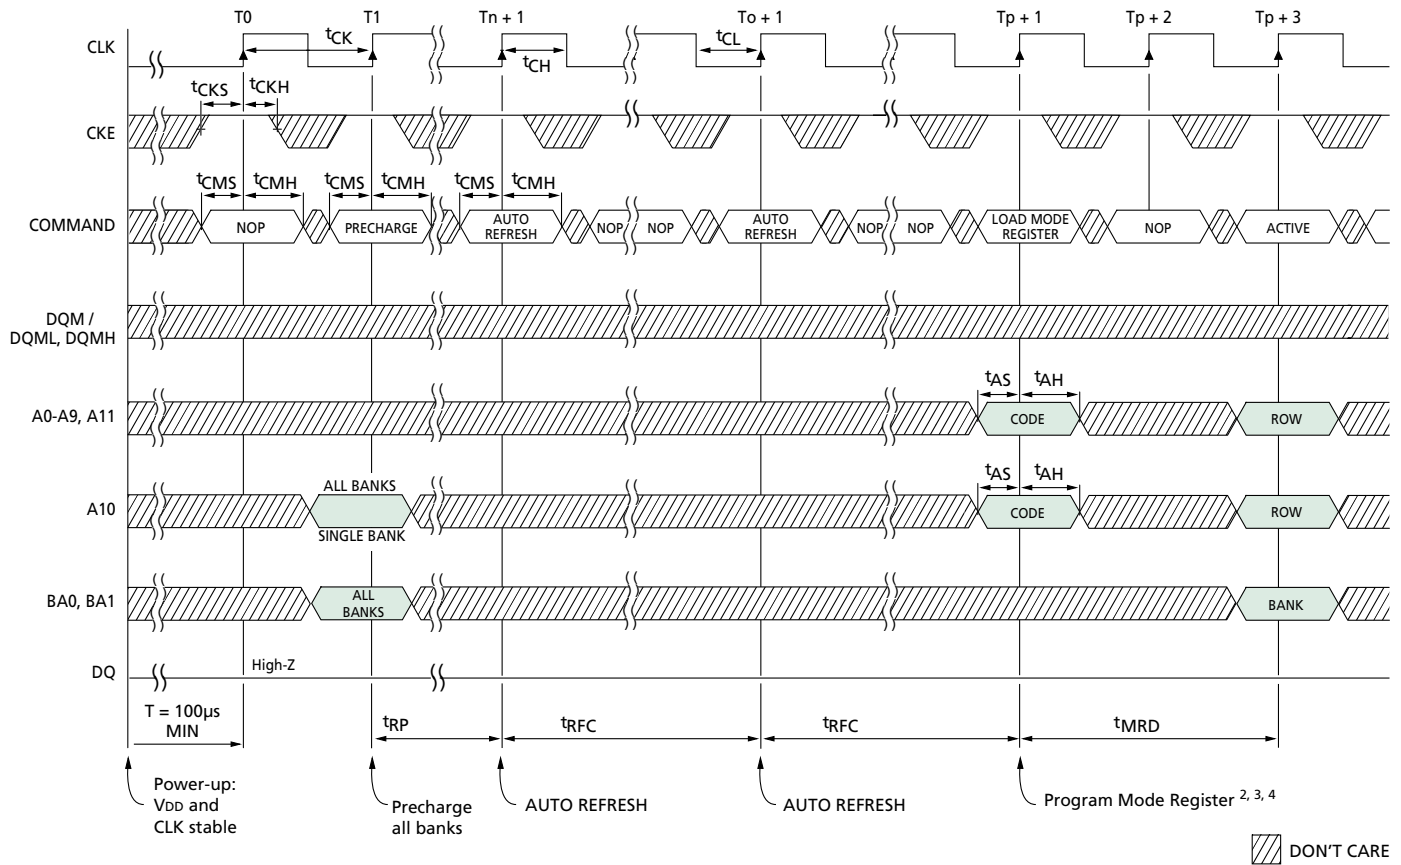 T0 T1 Tn + 1 To + 1 Tp + 1 Tp + 2 Tp + 3
CLK tCK tCH tCL
tCKS tCKH
CKE
tCMS tCMH tCMS tCMH tCMS tCMH
COMMAND NOP PRECHARGE AUTO REFRESH NOP NOP AUTO REFRESH NOP NOP LOAD MODE REGISTER NOP ACTIVE
DQM /
DQML, DQMH
tAS tAH
A0-A9, A11 CODE ROW
ALL BANKS tAS tAH
A10 CODE ROW
SINGLE BANK
BA0, BA1 ALL BANKS BANK
DQ High-Z
T = 100µs
MIN
tRP tRFC tRFC tMRD
Power-up:
VDD and
CLK stable
Precharge
all banks
AUTO REFRESH
AUTO REFRESH
Program Mode Register 2, 3, 4
DON'T CARE